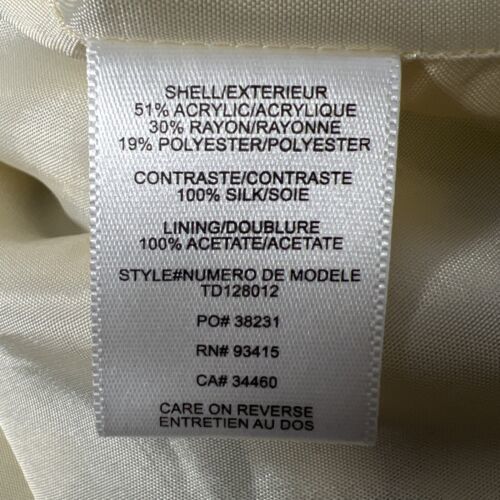 SHELL/EXTERIEUR
51% ACRYLIC/ACRYLIQUE
30% RAYON/RAYONNE
19% POLYESTER/POLYESTER
CONTRASTE/CONTRASTE
100% SILK/SOIE
LINING/DOUBLURE
100% ACETATE/ACETATE
STYLE#NUMERO DE MODELE
TD128012
PO# 38231
RN# 93415
CA# 34460
CARE ON REVERSE
ENTRETIEN AU DOS